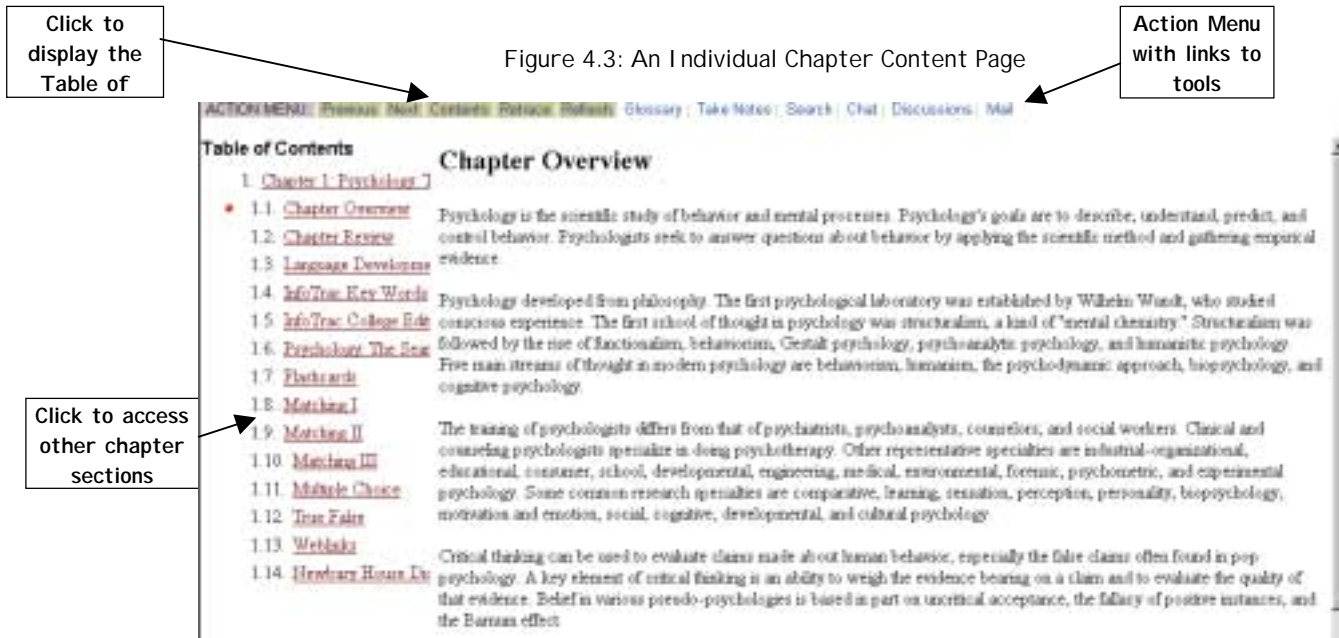 Click to
display the
Table of
Figure 4.3: An Individual Chapter Content Page
Action Menu
with links to
tools
ACTION MENU: Previous Next Contents Retrace Refresh Glossary | Take Notes | Search | Chat | Discussions | Mail
Table of Contents
1. Chapter 1: Psychology
1.1. Chapter Overview
1.2. Chapter Review
1.3. Language Developme
1.4. InfoTrac Key Words
1.5. InfoTrac College Edit
1.6. Psychology: The Sear
1.7. Flashcards
1.8. Matching I
1.9. Matching II
1.10. Matching III
1.11. Multiple Choice
1.12. True False
1.13. Weblinks
1.14. Newbury House
Click to access
other chapter
sections
Chapter Overview
Psychology is the scientific study of behavior and mental processes. Psychology's goals are to describe, understand, predict, and
control behavior. Psychologists seek to answer questions about behavior by applying the scientific method and gathering empirical
evidence.
Psychology developed from philosophy. The first psychological laboratory was established by Wilhelm Wundt, who studied
conscious experience. The first school of thought in psychology was structuralism, a kind of "mental chemistry." Structuralism was
followed by the rise of functionalism, behaviorism, Gestalt psychology, psychoanalytic psychology, and humanistic psychology.
Five main streams of thought in modern psychology are behaviorism, humanism, the psychodynamic approach, biopsychology, and
cognitive psychology.
The training of psychologists differs from that of psychiatrists, psychoanalysts, counselors, and social workers. Clinical and
counseling psychologists specialize in doing psychotherapy. Other representative specialties are industrial-organizational,
educational, consumer, school, developmental, engineering, medical, environmental, forensic, psychometric, and experimental
psychology. Some common research specialties are comparative, learning, sensation, perception, personality, biopsychology,
motivation and emotion, social, cognitive, developmental, and cultural psychology.
Critical thinking can be used to evaluate claims made about human behavior, especially the false claims often found in pop
psychology. A key element of critical thinking is an ability to weigh the evidence bearing on a claim and to evaluate the quality of
that evidence. Belief in various pseudo-psychologies is based in part on uncritical acceptance, the fallacy of positive instances, and
the Barnum effect.